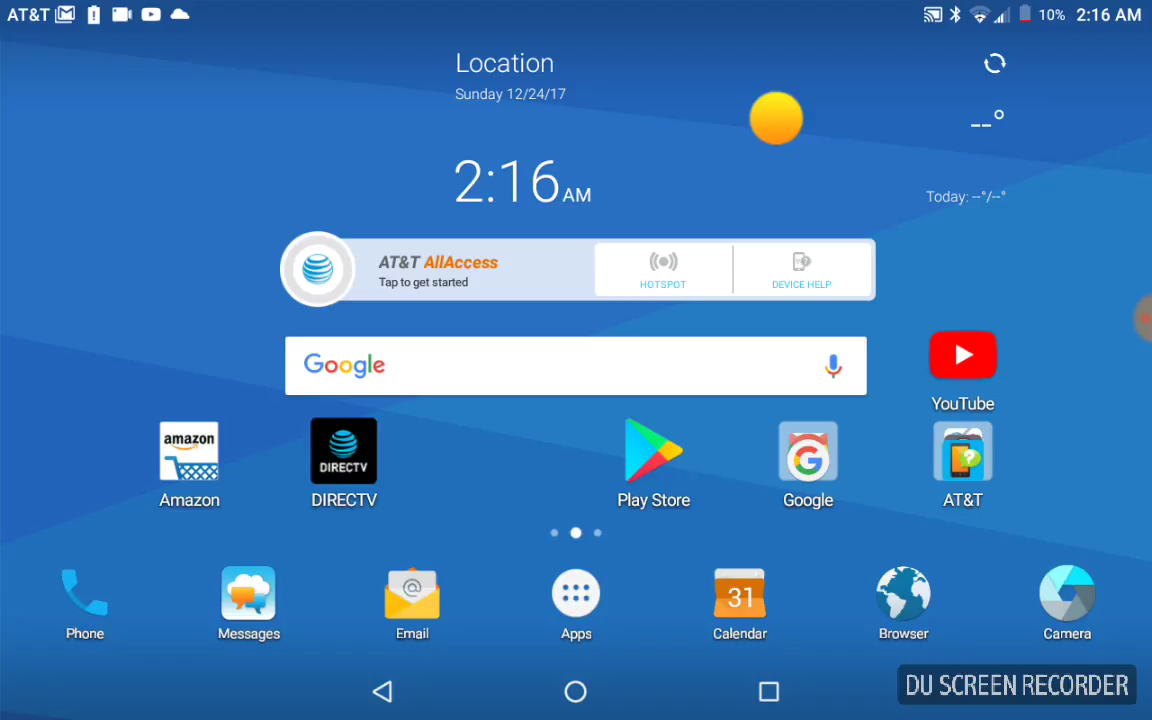 AT&T
10% 2:16 AM
Location
Sunday 12/24/17
--°
2:16 AM
Today: --°/--°
AT&T AllAccess
Tap to get started
HOTSPOT
DEVICE HELP
Google
YouTube
amazon
DIRECTV
Amazon
DIRECTV
Play Store
Google
AT&T
31
Phone
Messages
Email
Apps
Calendar
Browser
Camera
DU SCREEN RECORDER